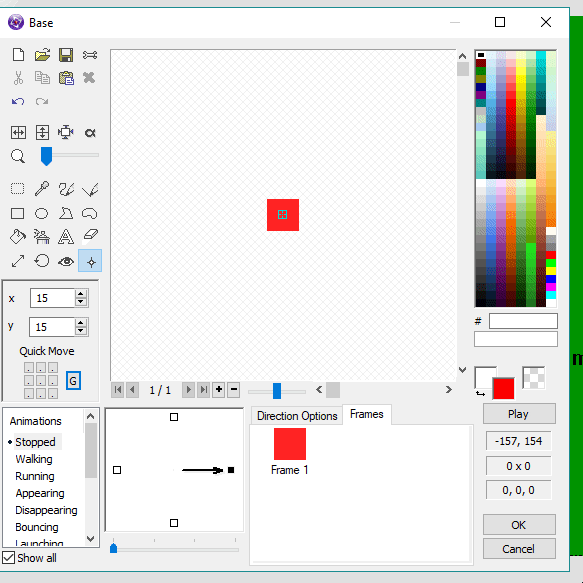 Base
α
A
x 15
y 15
Quick Move
G
1 / 1
#
Direction Options Frames
Frame 1
Animations
Stopped
Walking
Running
Appearing
Disappearing
Bouncing
Launching
Show all
Play
-157, 154
0 x 0
0, 0, 0
OK
Cancel